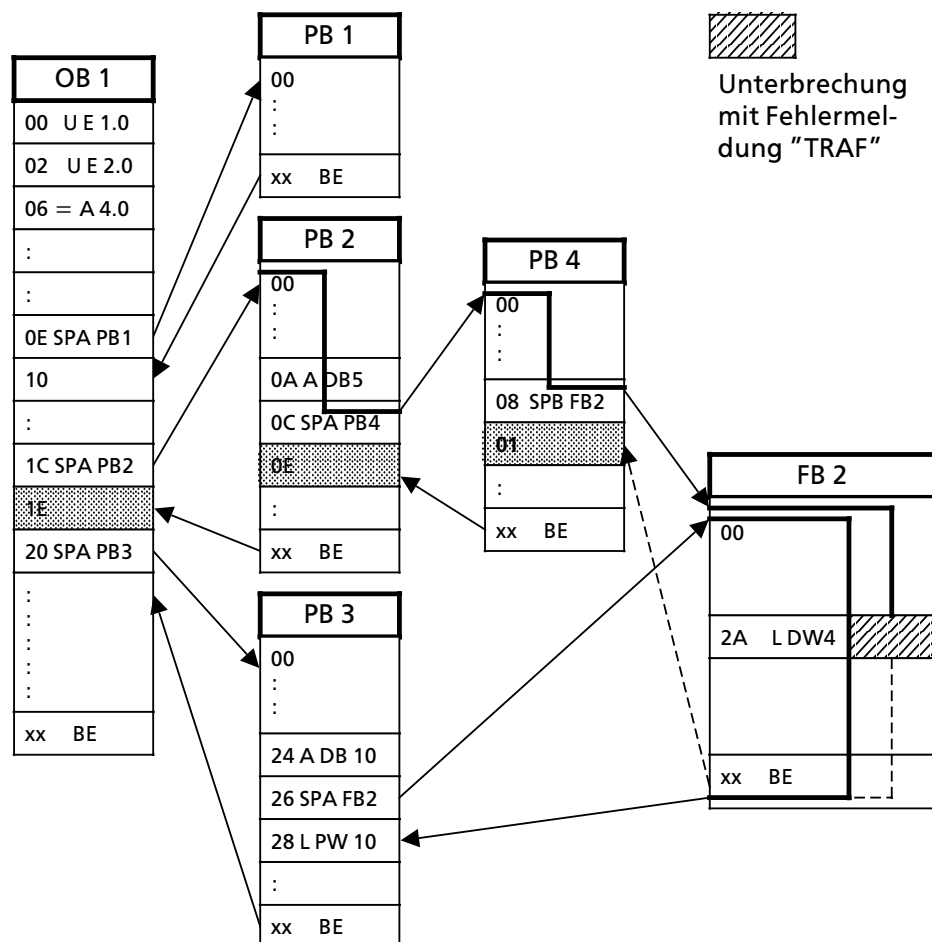 OB 1
00 U E 1.0
02 U E 2.0
06 = A 4.0
:
:
0E SPA PB1
10
:
1C SPA PB2
1E
20 SPA PB3
:
:
:
:
:
xx BE
PB 1
00
:
:
xx BE
PB 2
00
:
:
0A A DB5
0C SPA PB4
0E
:
xx BE
PB 3
00
:
:
24 A DB 10
26 SPA FB2
28 L PW 10
:
xx BE
PB 4
00
:
:
08 SPB FB2
01
:
xx BE
FB 2
00
2A L DW4
xx BE
Unterbrechung
mit Fehlermel-
dung "TRAF"